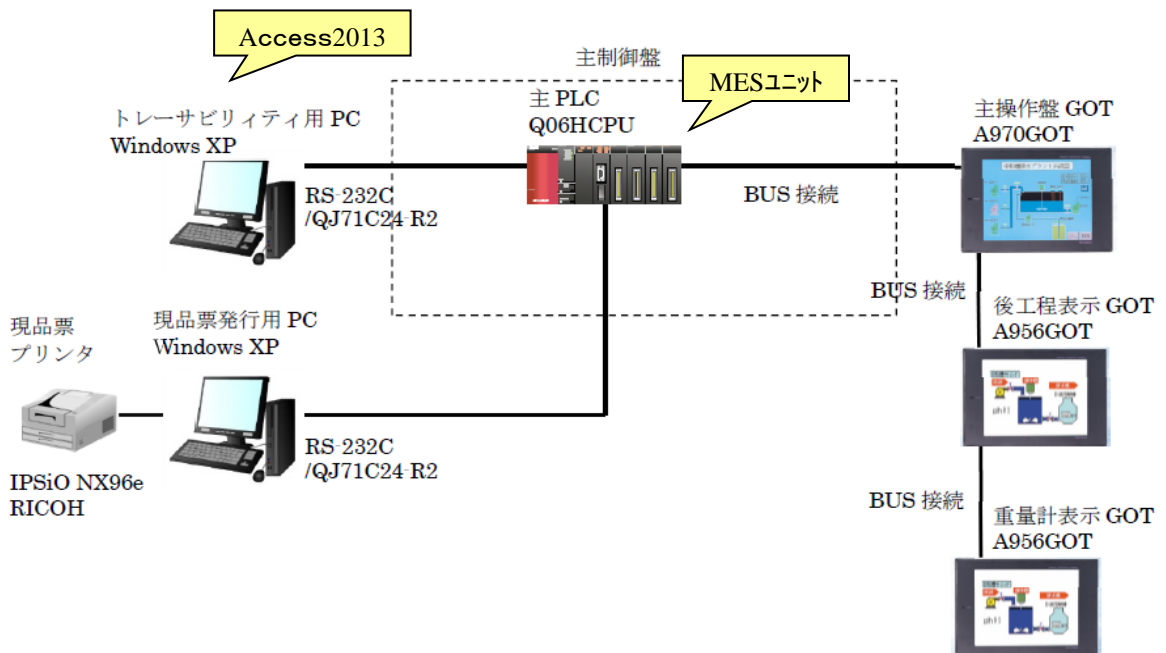 Access2013
主制御盤
MESユニット
主 PLC
Q06HCPU
トレーサビリティ用 PC
Windows XP
RS-232C
/QJ71C24-R2
BUS 接続
主操作盤 GOT
A970GOT
BUS 接続
後工程表示 GOT
A956GOT
現品票
プリンタ
現品票発行用 PC
Windows XP
RS-232C
/QJ71C24-R2
IPSiO NX96e
RICOH
BUS 接続
重量計表示 GOT
A956GOT